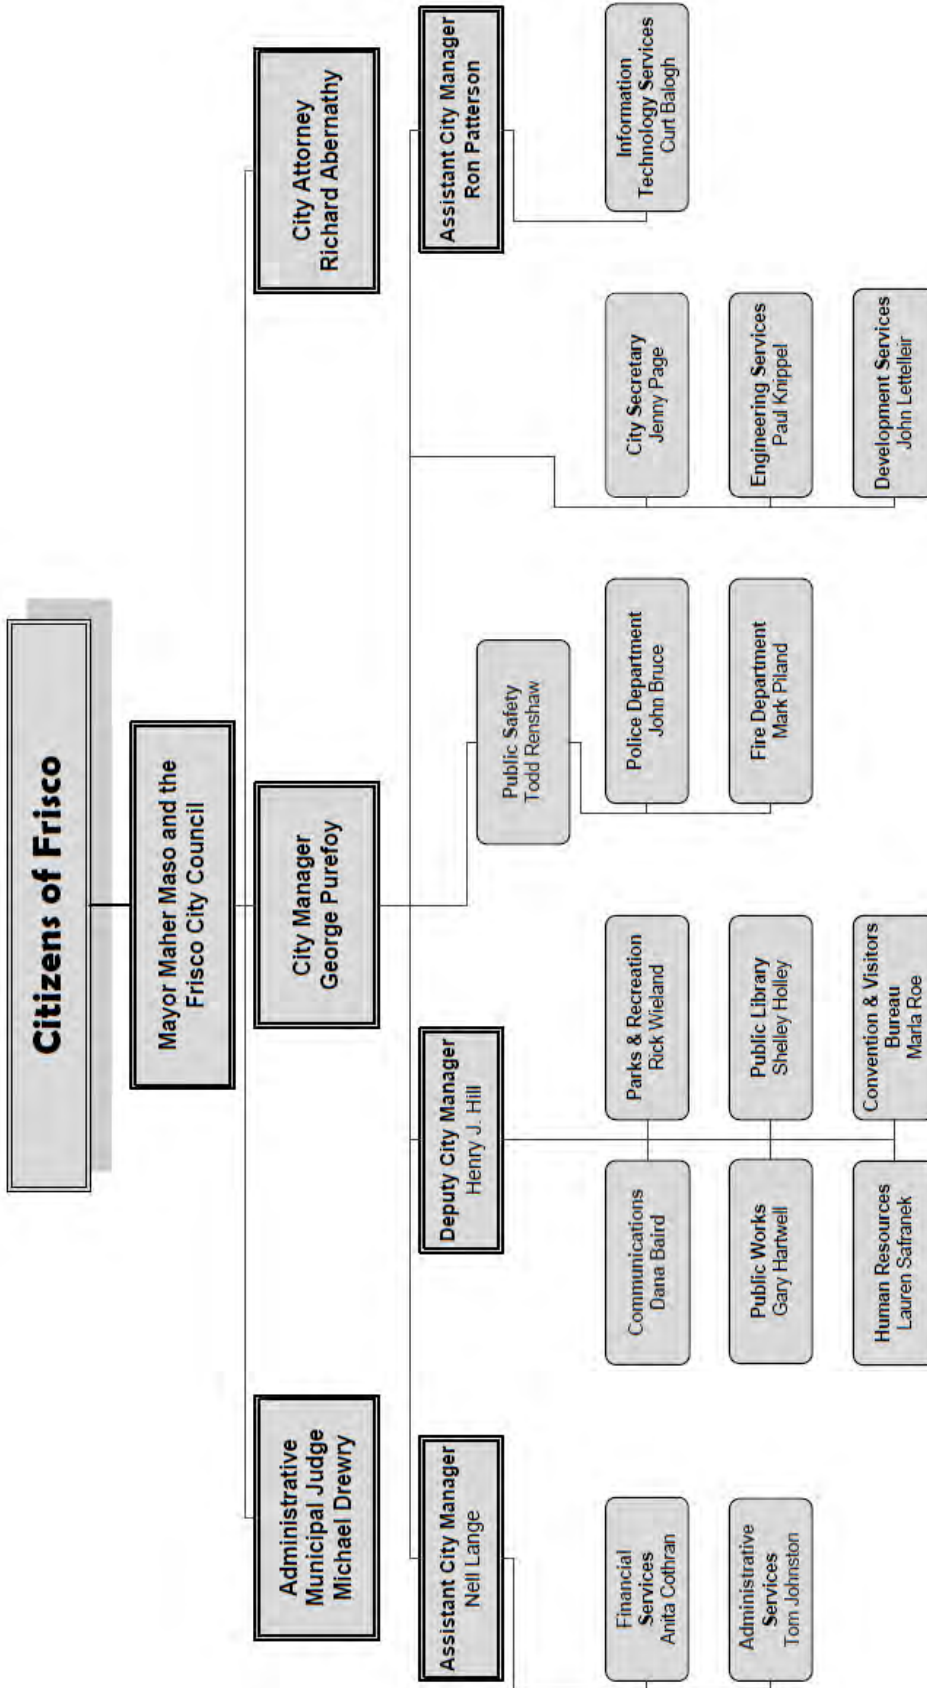 Citizens of Frisco
Mayor Maher Maso and the
Frisco City Council
Administrative
Municipal Judge
Michael Drewry
City Manager
George Purefoy
City Attorney
Richard Abernathy
Assistant City Manager
Nell Lange
Deputy City Manager
Henry J. Hill
Assistant City Manager
Ron Patterson
Public Safety
Todd Renshaw
Financial
Services
Anita Cothran
Communications
Dana Baird
Parks & Recreation
Rick Wieland
Police Department
John Bruce
City Secretary
Jenny Page
Information
Technology Services
Curt Balogh
Administrative
Services
Tom Johnston
Public Works
Gary Hartwell
Public Library
Shelley Holley
Fire Department
Mark Piland
Engineering Services
Paul Knippel
Human Resources
Lauren Safranek
Convention & Visitors
Bureau
Marla Roe
Development Services
John Lettelleir